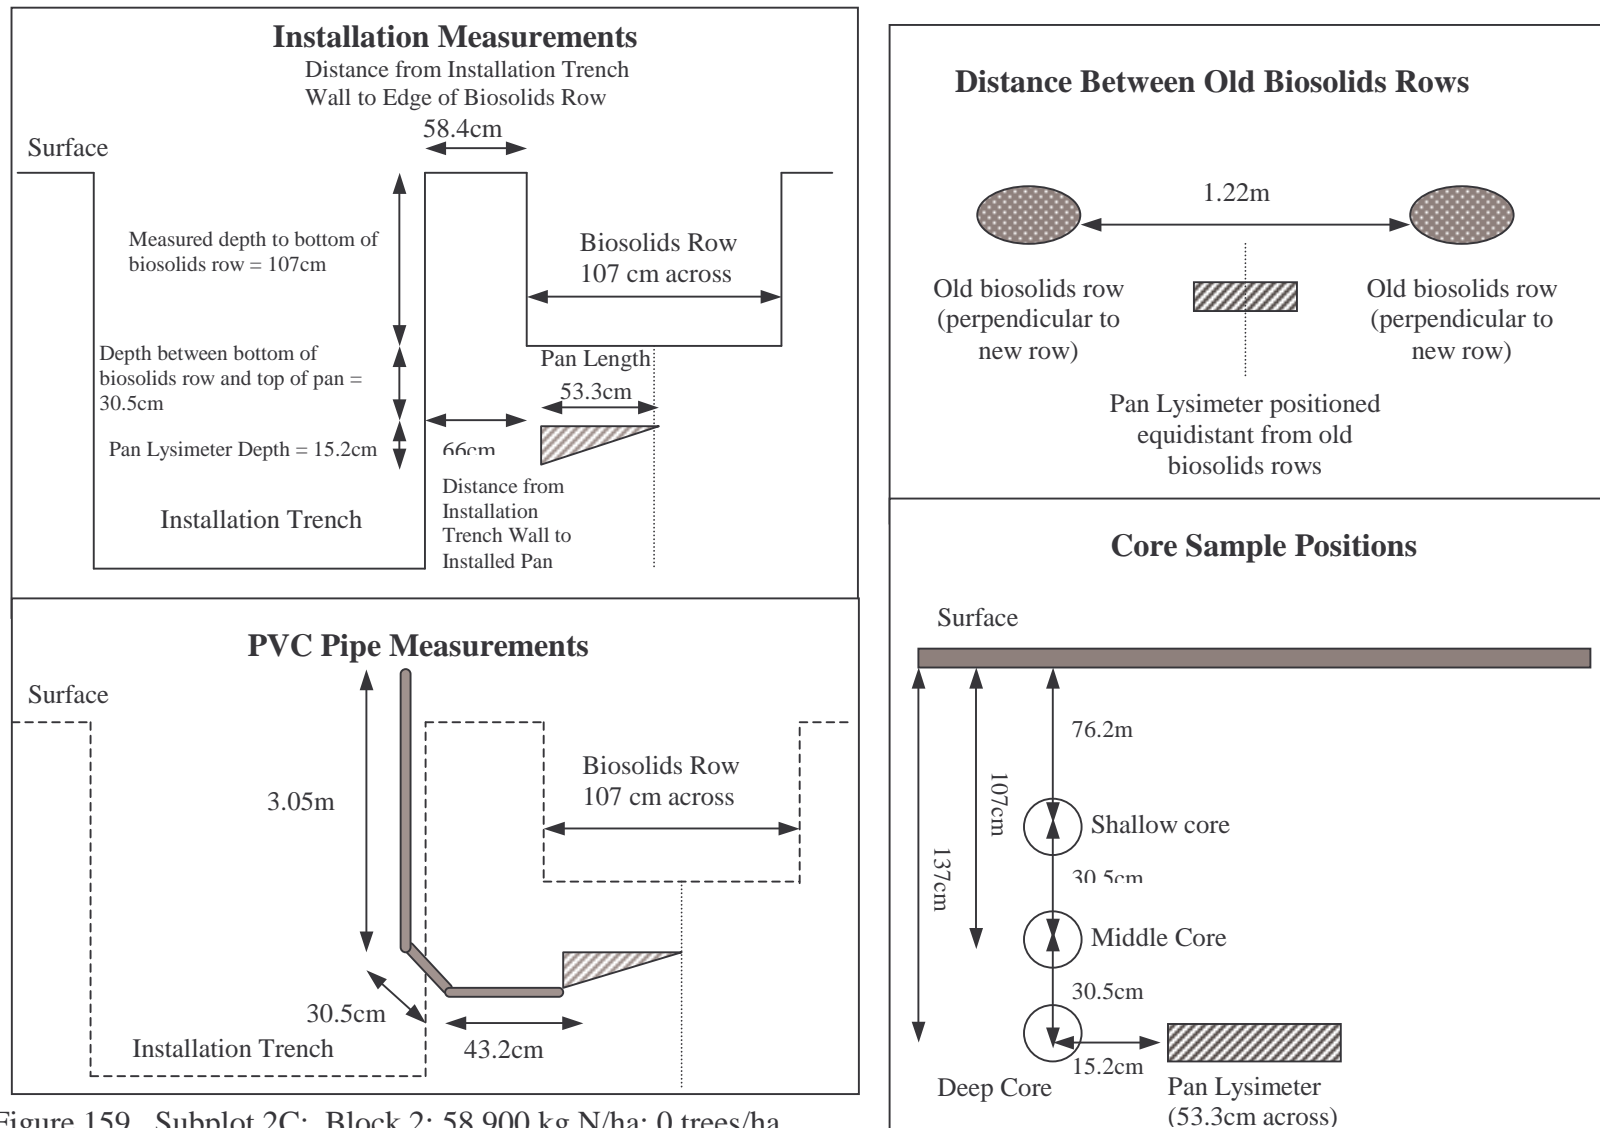 Installation Measurements
Distance from Installation Trench
Wall to Edge of Biosolids Row
58.4cm
Surface
Measured depth to bottom of
biosolids row = 107cm
Biosolids Row
107 cm across
Depth between bottom of
biosolids row and top of pan =
30.5cm
Pan Length
53.3cm
Pan Lysimeter Depth = 15.2cm
66cm
Distance from
Installation
Trench Wall to
Installed Pan
Installation Trench
PVC Pipe Measurements
Surface
Biosolids Row
107 cm across
3.05m
30.5cm
Installation Trench
43.2cm
Figure 159. Subplot 2C: Block 2; 58,900 kg N/ha; 0 trees/ha
Distance Between Old Biosolids Rows
1.22m
Old biosolids row
(perpendicular to
new row)
Old biosolids row
(perpendicular to
new row)
Pan Lysimeter positioned
equidistant from old
biosolids rows
Core Sample Positions
Surface
76.2m
107cm
137cm
Shallow core
30.5cm
Middle Core
30.5cm
15.2cm
Deep Core
Pan Lysimeter
(53.3cm across)